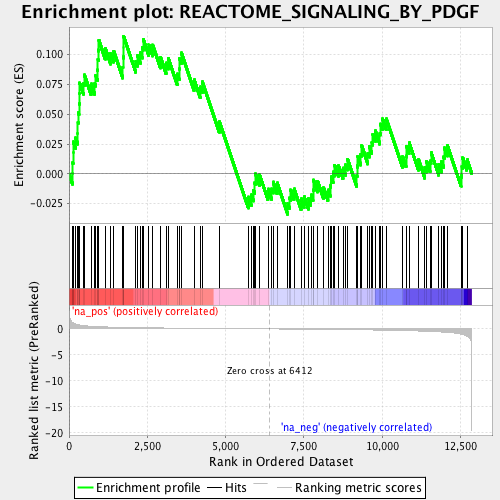 Enrichment plot: REACTOME_SIGNALING_BY_PDGF
Enrichment score (ES)
0.100
0.075
0.050
0.025
0.000
-0.025
'na_pos' (positively correlated)
Ranked list metric (PreRanked)
0
-5
-10
-15
-20
Zero cross at 6412
'na_neg' (negatively correlated)
0 2,500 5,000 7,500 10,000 12,500
Rank in Ordered Dataset
Enrichment profile Hits Ranking metric scores